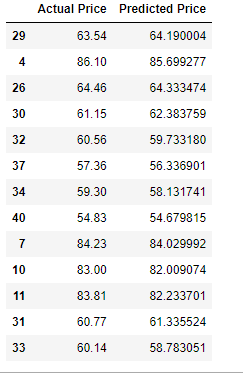 Actual Price Predicted Price
29 63.54 64.190004
4 86.10 85.699277
26 64.46 64.333474
30 61.15 62.383759
32 60.56 59.733180
37 57.36 56.336901
34 59.30 58.131741
40 54.83 54.679815
7 84.23 84.029992
10 83.00 82.009074
11 83.81 82.233701
31 60.77 61.335524
33 60.14 58.783051